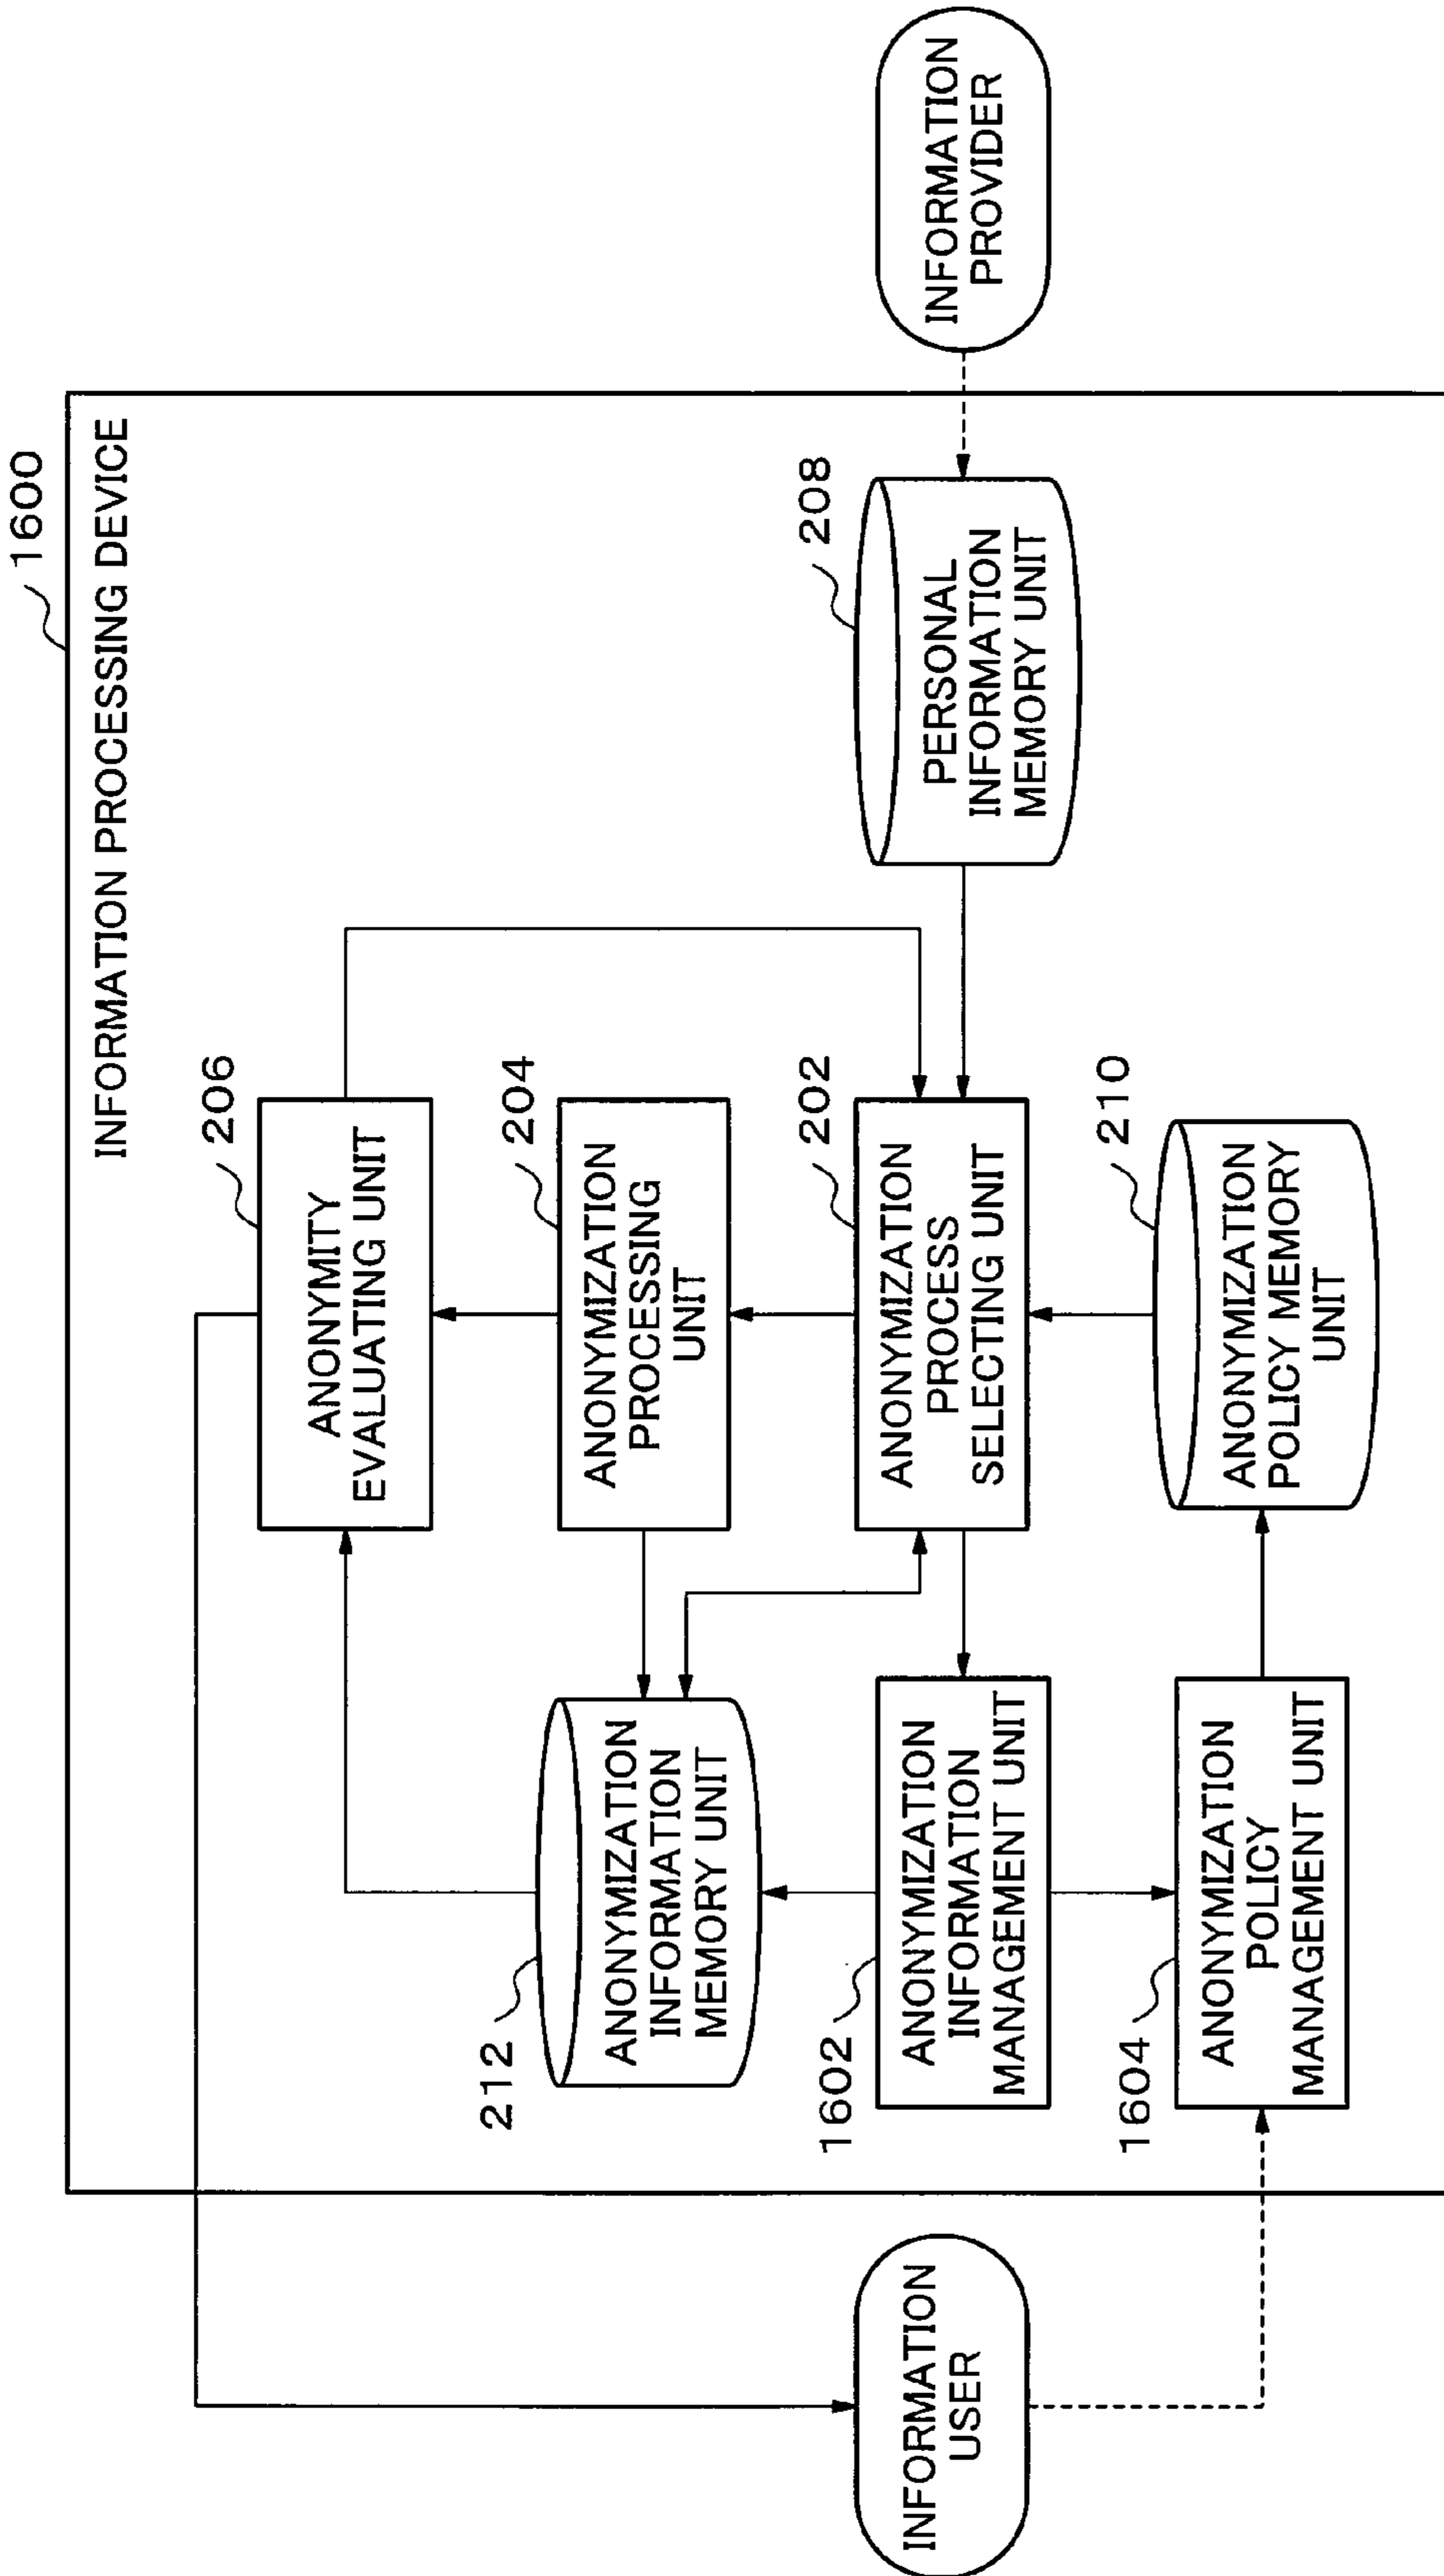 1600
INFORMATION PROCESSING DEVICE
206
ANONYMITY
EVALUATING UNIT
212
ANONYMIZATION
INFORMATION
MEMORY UNIT
204
ANONYMIZATION
PROCESSING
UNIT
INFORMATION
USER
1602
ANONYMIZATION
INFORMATION
MANAGEMENT UNIT
202
ANONYMIZATION
PROCESS
SELECTING UNIT
208
PERSONAL
INFORMATION
MEMORY UNIT
INFORMATION
PROVIDER
1604
ANONYMIZATION
POLICY
MANAGEMENT UNIT
210
ANONYMIZATION
POLICY MEMORY
UNIT